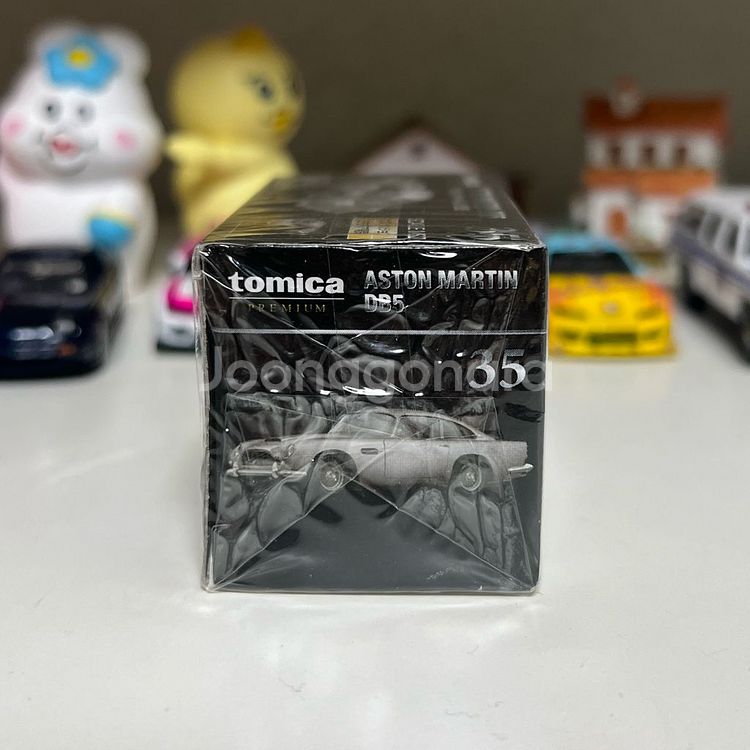 tomica
PREMIUM
ASTON MARTIN
DB5
35
Joonggonara